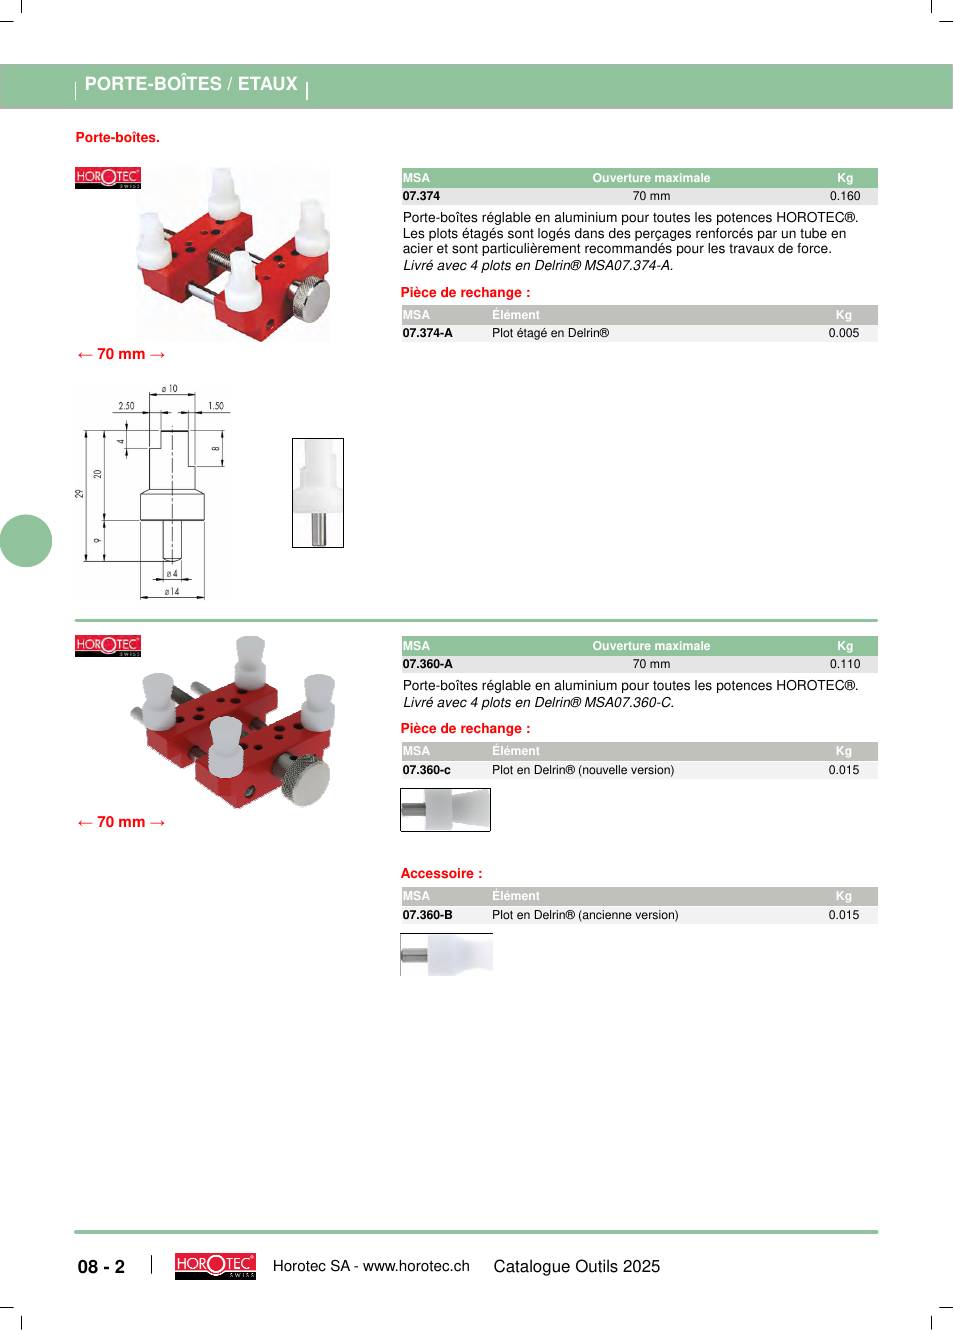 PORTE-BOÎTES / ETAUX
Porte-boîtes.
HOROTEC®
SWISS
MSA Ouverture maximale Kg
07.374 70 mm 0.160
Porte-boîtes réglable en aluminium pour toutes les potences HOROTEC®.
Les plots étagés sont logés dans des perçages renforcés par un tube en
acier et sont particulièrement recommandés pour les travaux de force.
Livré avec 4 plots en Delrin® MSA07.374-A.
Pièce de rechange :
MSA Élément Kg
07.374-A Plot étagé en Delrin® 0.005
← 70 mm →
ø 10
2.50 1.50
4
8
20
29
9
ø 4
ø 14
HOROTEC®
SWISS
MSA Ouverture maximale Kg
07.360-A 70 mm 0.110
Porte-boîtes réglable en aluminium pour toutes les potences HOROTEC®.
Livré avec 4 plots en Delrin® MSA07.360-C.
Pièce de rechange :
MSA Élément Kg
07.360-c Plot en Delrin® (nouvelle version) 0.015
← 70 mm →
Accessoire :
MSA Élément Kg
07.360-B Plot en Delrin® (ancienne version) 0.015
08 - 2 HOROTEC® SWISS Horotec SA - www.horotec.ch Catalogue Outils 2025